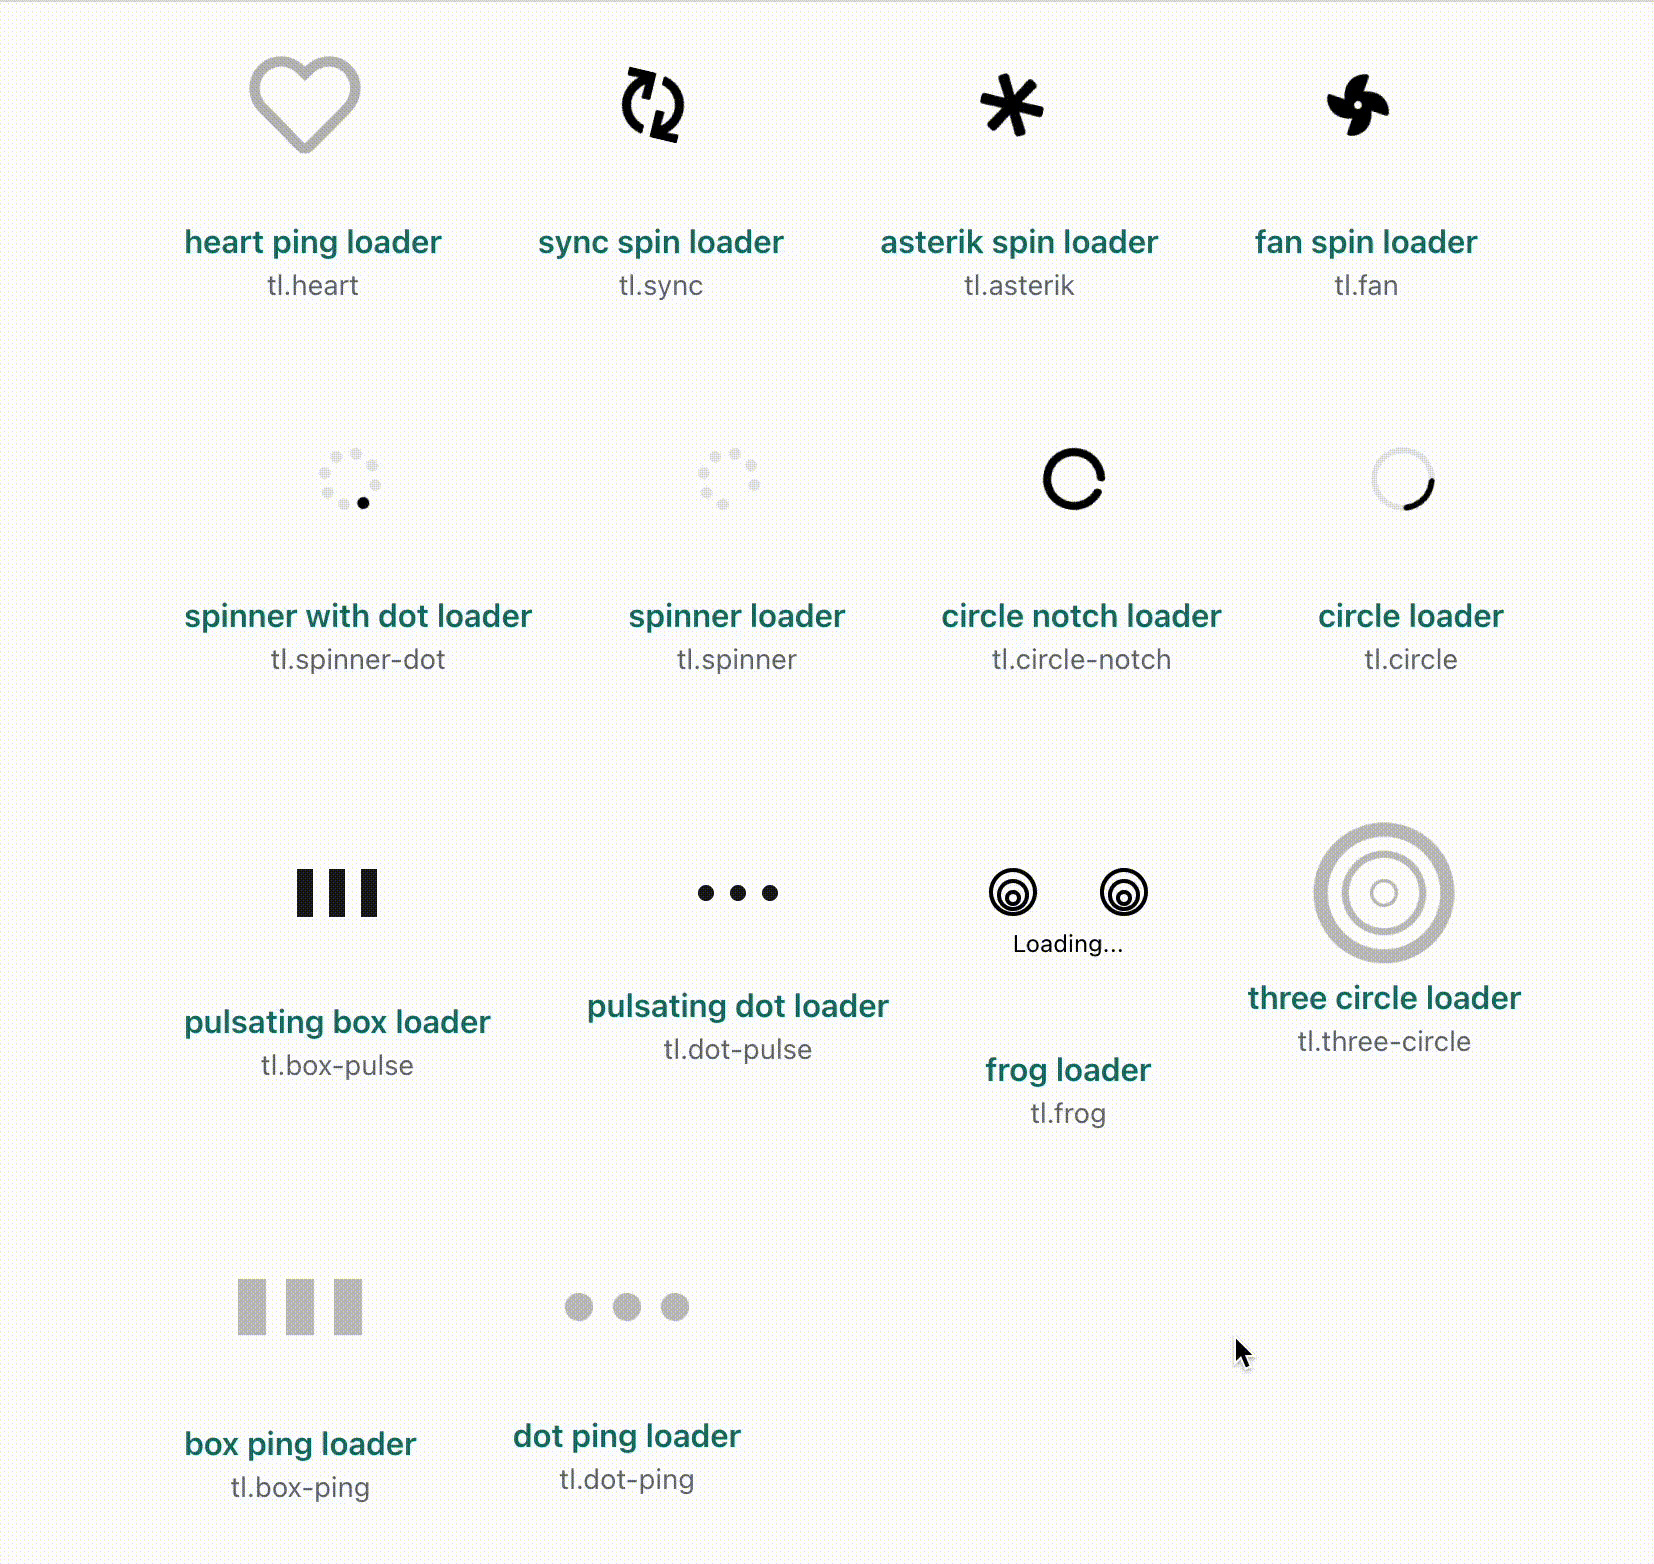 heart ping loader
tl.heart
sync spin loader
tl.sync
asterik spin loader
tl.asterik
fan spin loader
tl.fan
spinner with dot loader
tl.spinner-dot
spinner loader
tl.spinner
circle notch loader
tl.circle-notch
circle loader
tl.circle
pulsating box loader
tl.box-pulse
pulsating dot loader
tl.dot-pulse
Loading...
frog loader
tl.frog
three circle loader
tl.three-circle
box ping loader
tl.box-ping
dot ping loader
tl.dot-ping